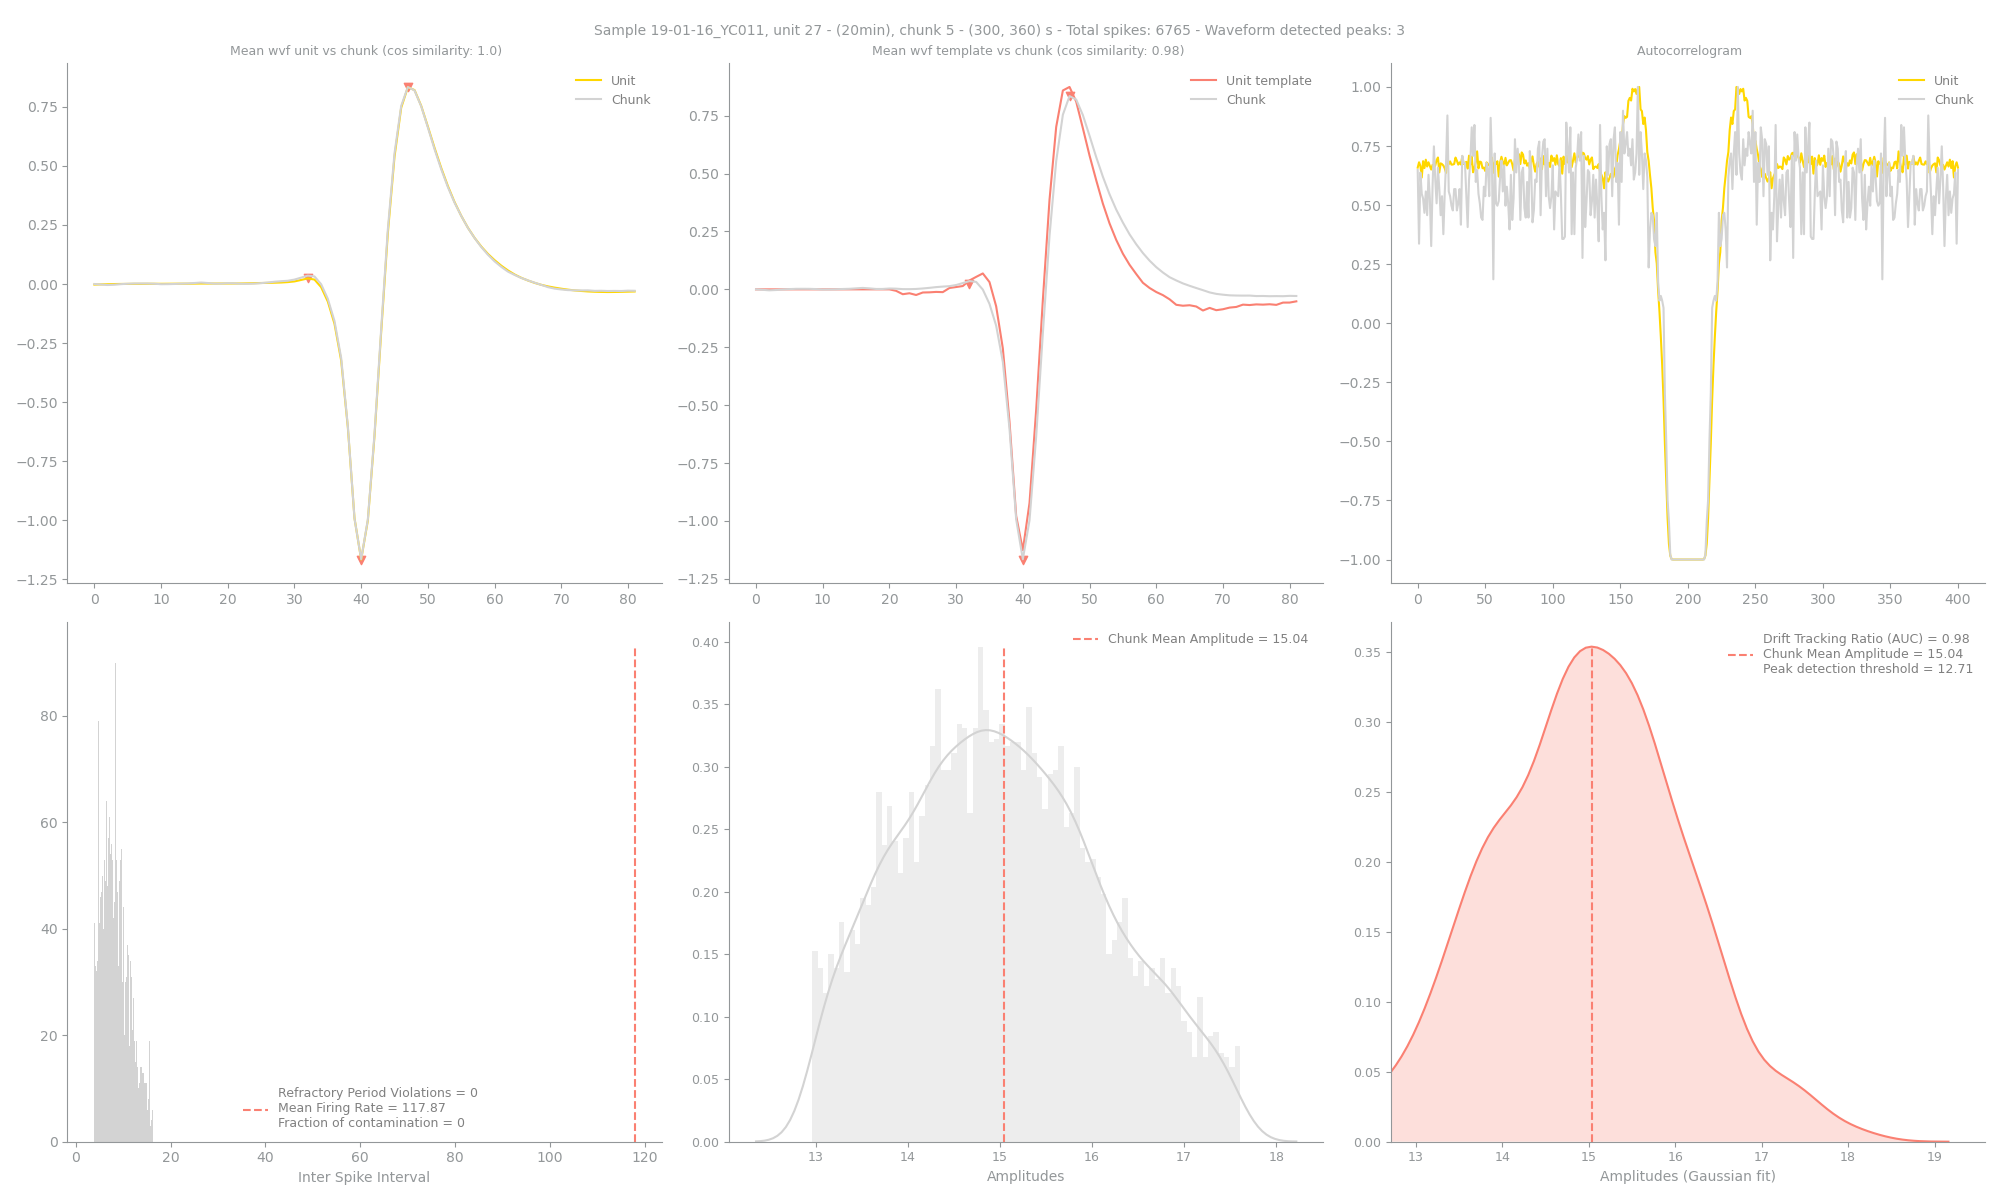 Sample 19-01-16_YC011, unit 27 - (20min), chunk 5 - (300, 360) s - Total spikes: 6765 - Waveform detected peaks: 3
Mean wvf unit vs chunk (cos similarity: 1.0)
Unit
Chunk
0.75
0.50
0.25
0.00
−0.25
−0.50
−0.75
−1.00
−1.25
0 10 20 30 40 50 60 70 80
Mean wvf template vs chunk (cos similarity: 0.98)
Unit template
Chunk
0.75
0.50
0.25
0.00
−0.25
−0.50
−0.75
−1.00
−1.25
0 10 20 30 40 50 60 70 80
Autocorrelogram
Unit
Chunk
1.00
0.75
0.50
0.25
0.00
−0.25
−0.50
−0.75
−1.00
0 50 100 150 200 250 300 350 400
80
60
40
20
0
Refractory Period Violations = 0
Mean Firing Rate = 117.87
Fraction of contamination = 0
0 20 40 60 80 100 120
Inter Spike Interval
Chunk Mean Amplitude = 15.04
0.40
0.35
0.30
0.25
0.20
0.15
0.10
0.05
0.00
13 14 15 16 17 18
Amplitudes
Drift Tracking Ratio (AUC) = 0.98
Chunk Mean Amplitude = 15.04
Peak detection threshold = 12.71
0.35
0.30
0.25
0.20
0.15
0.10
0.05
0.00
13 14 15 16 17 18 19
Amplitudes (Gaussian fit)